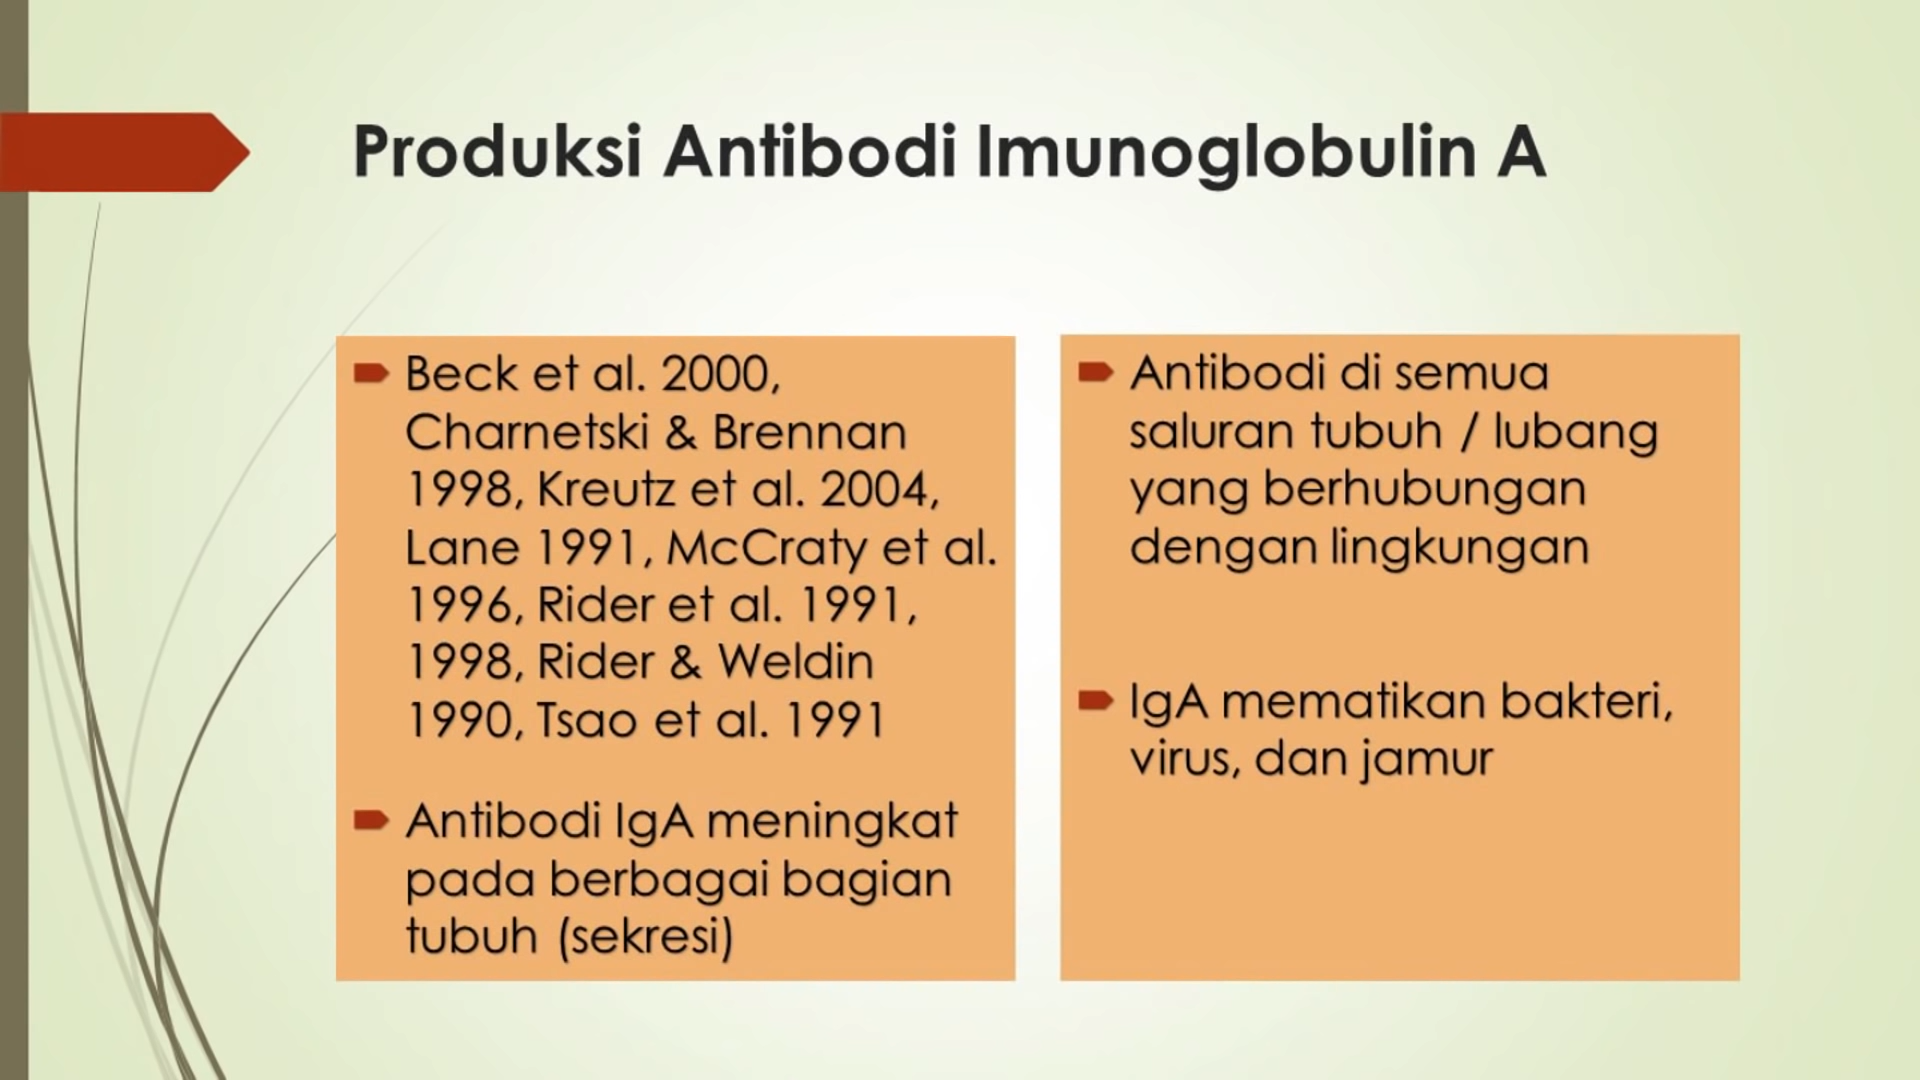 Produksi Antibodi Imunoglobulin A
Beck et al. 2000,
Charnetski & Brennan
1998, Kreutz et al. 2004,
Lane 1991, McCraty et al.
1996, Rider et al. 1991,
1998, Rider & Weldin
1990, Tsao et al. 1991
Antibodi IgA meningkat
pada berbagai bagian
tubuh (sekresi)
Antibodi di semua
saluran tubuh / lubang
yang berhubungan
dengan lingkungan
IgA mematikan bakteri,
virus, dan jamur